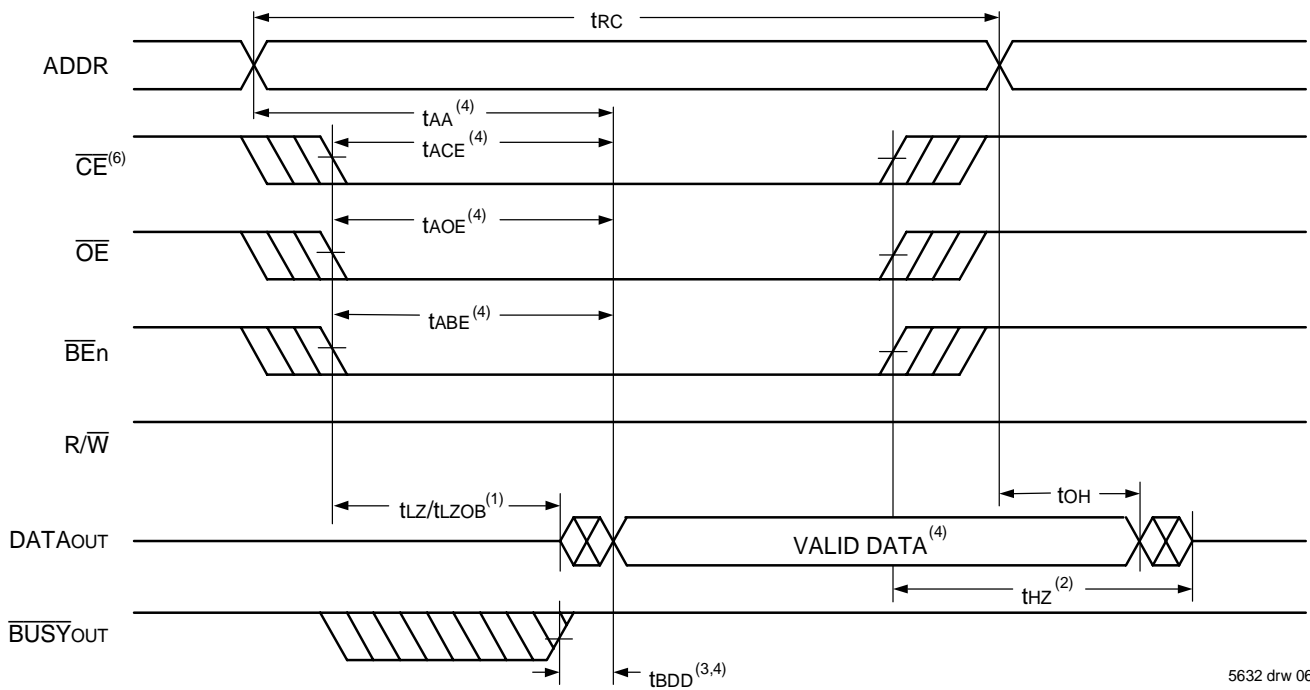 tRC
ADDR
tAA(4)
CE(6)
tACE(4)
OE
tAOE(4)
BEn
tABE(4)
R/W
tLZ/tLZOB(1)
tOH
DATAOUT
VALID DATA(4)
tHZ(2)
BUSYOUT
tBDD(3,4)
5632 drw 06